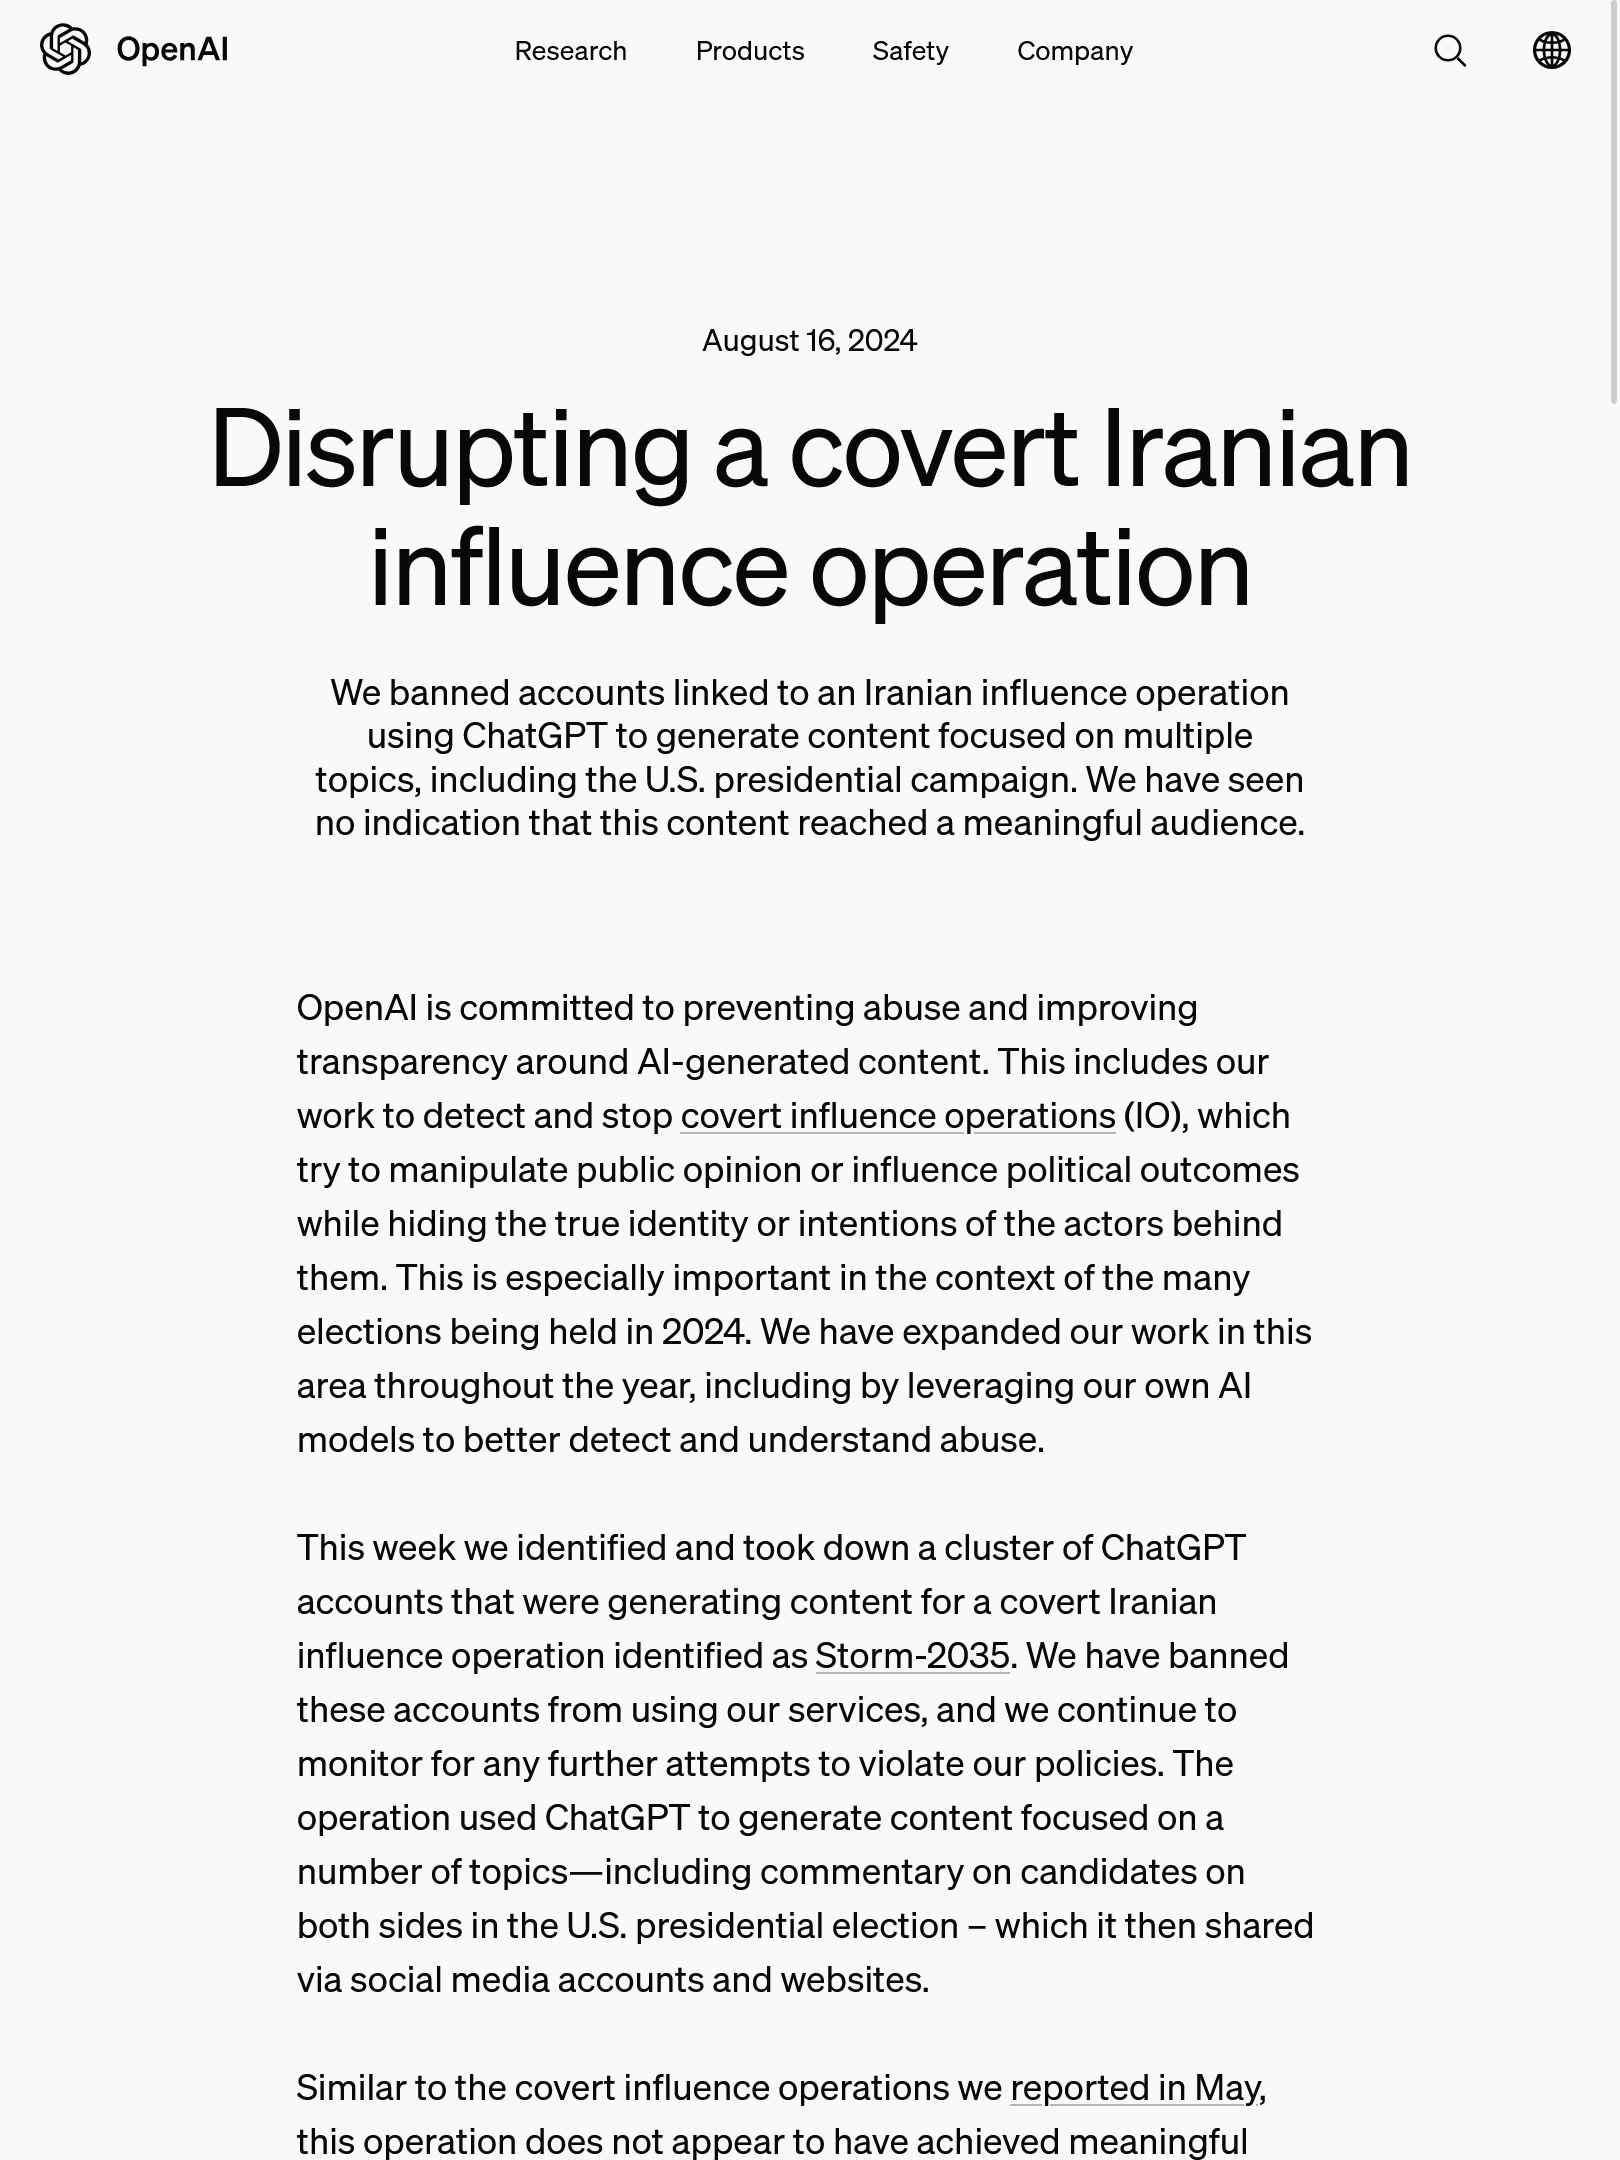 OpenAI
Research
Products
Safety
Company
August 16, 2024
Disrupting a covert Iranian
influence operation
We banned accounts linked to an Iranian influence operation
using ChatGPT to generate content focused on multiple
topics, including the U.S. presidential campaign. We have seen
no indication that this content reached a meaningful audience.
OpenAI is committed to preventing abuse and improving
transparency around AI-generated content. This includes our
work to detect and stop covert influence operations (IO), which
try to manipulate public opinion or influence political outcomes
while hiding the true identity or intentions of the actors behind
them. This is especially important in the context of the many
elections being held in 2024. We have expanded our work in this
area throughout the year, including by leveraging our own AI
models to better detect and understand abuse.
This week we identified and took down a cluster of ChatGPT
accounts that were generating content for a covert Iranian
influence operation identified as Storm-2035. We have banned
these accounts from using our services, and we continue to
monitor for any further attempts to violate our policies. The
operation used ChatGPT to generate content focused on a
number of topics—including commentary on candidates on
both sides in the U.S. presidential election – which it then shared
via social media accounts and websites.
Similar to the covert influence operations we reported in May,
this operation does not appear to have achieved meaningful